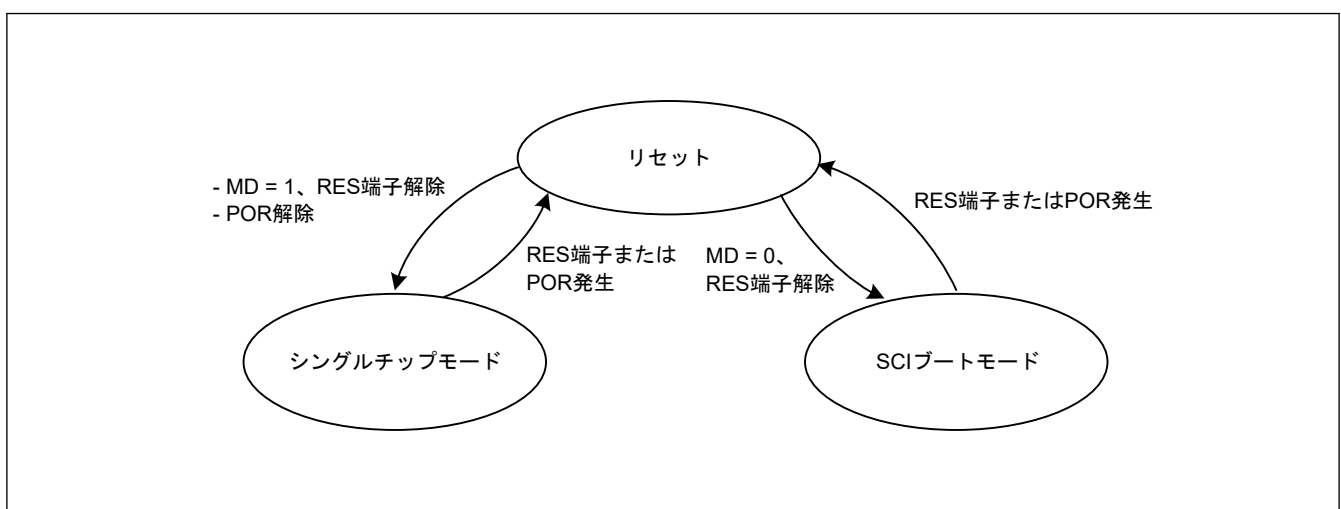 リセット
- MD = 1、RES端子解除
- POR解除
RES端子またはPOR発生
RES端子または
POR発生
MD = 0、
RES端子解除
シングルチップモード
SCIブートモード